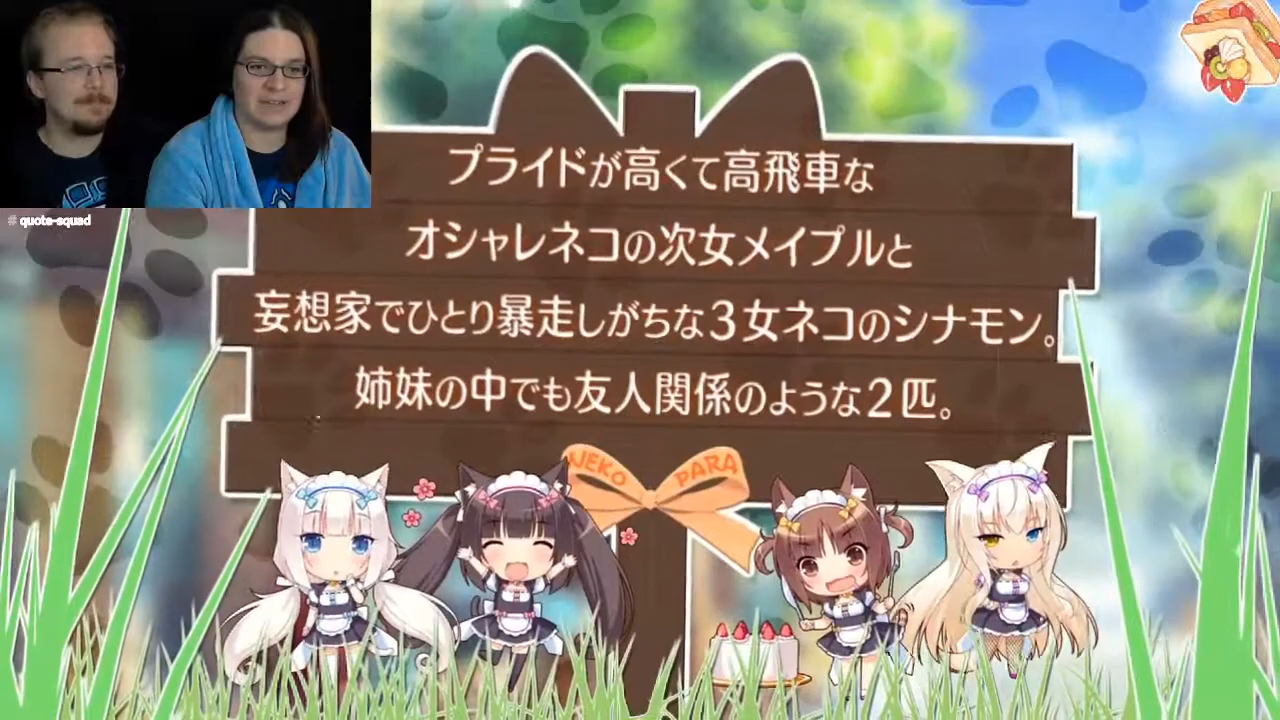 # quote-squad
プライドが高くて高飛車な
オシャレネコの次女メイプルと
妄想家でひとり暴走しがちな3女ネコのシナモン。
姉妹の中でも友人関係のような2匹。
NEKO PARA